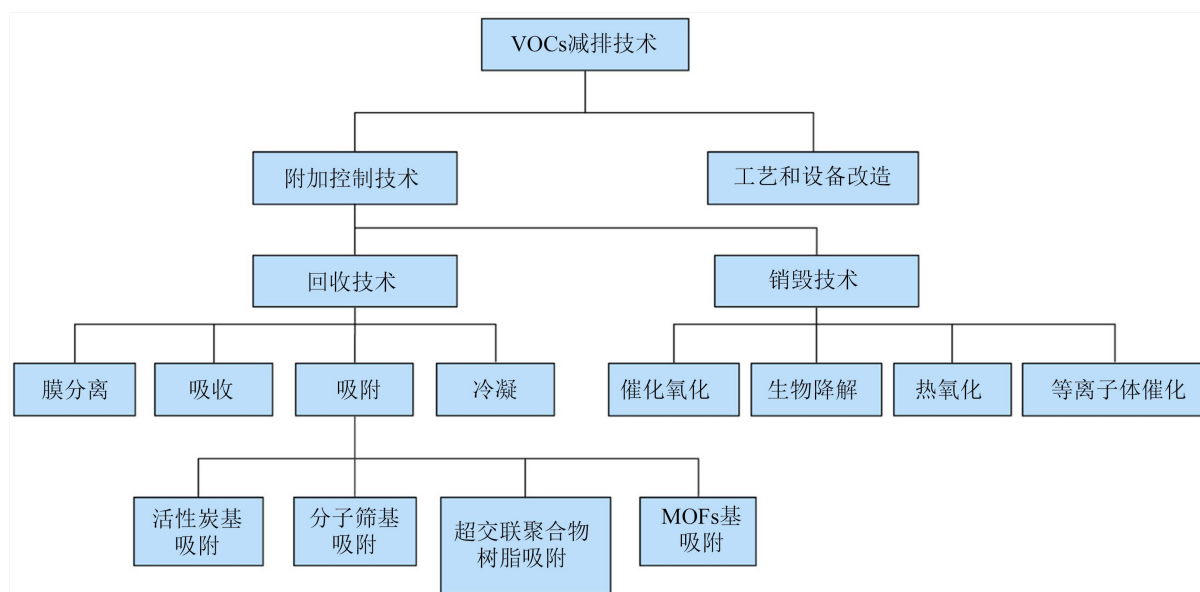 VOCs减排技术
附加控制技术
工艺和设备改造
回收技术
销毁技术
膜分离
吸收
吸附
冷凝
催化氧化
生物降解
热氧化
等离子体催化
活性炭基
吸附
分子筛基
吸附
超交联聚合物
树脂吸附
MOFs基
吸附